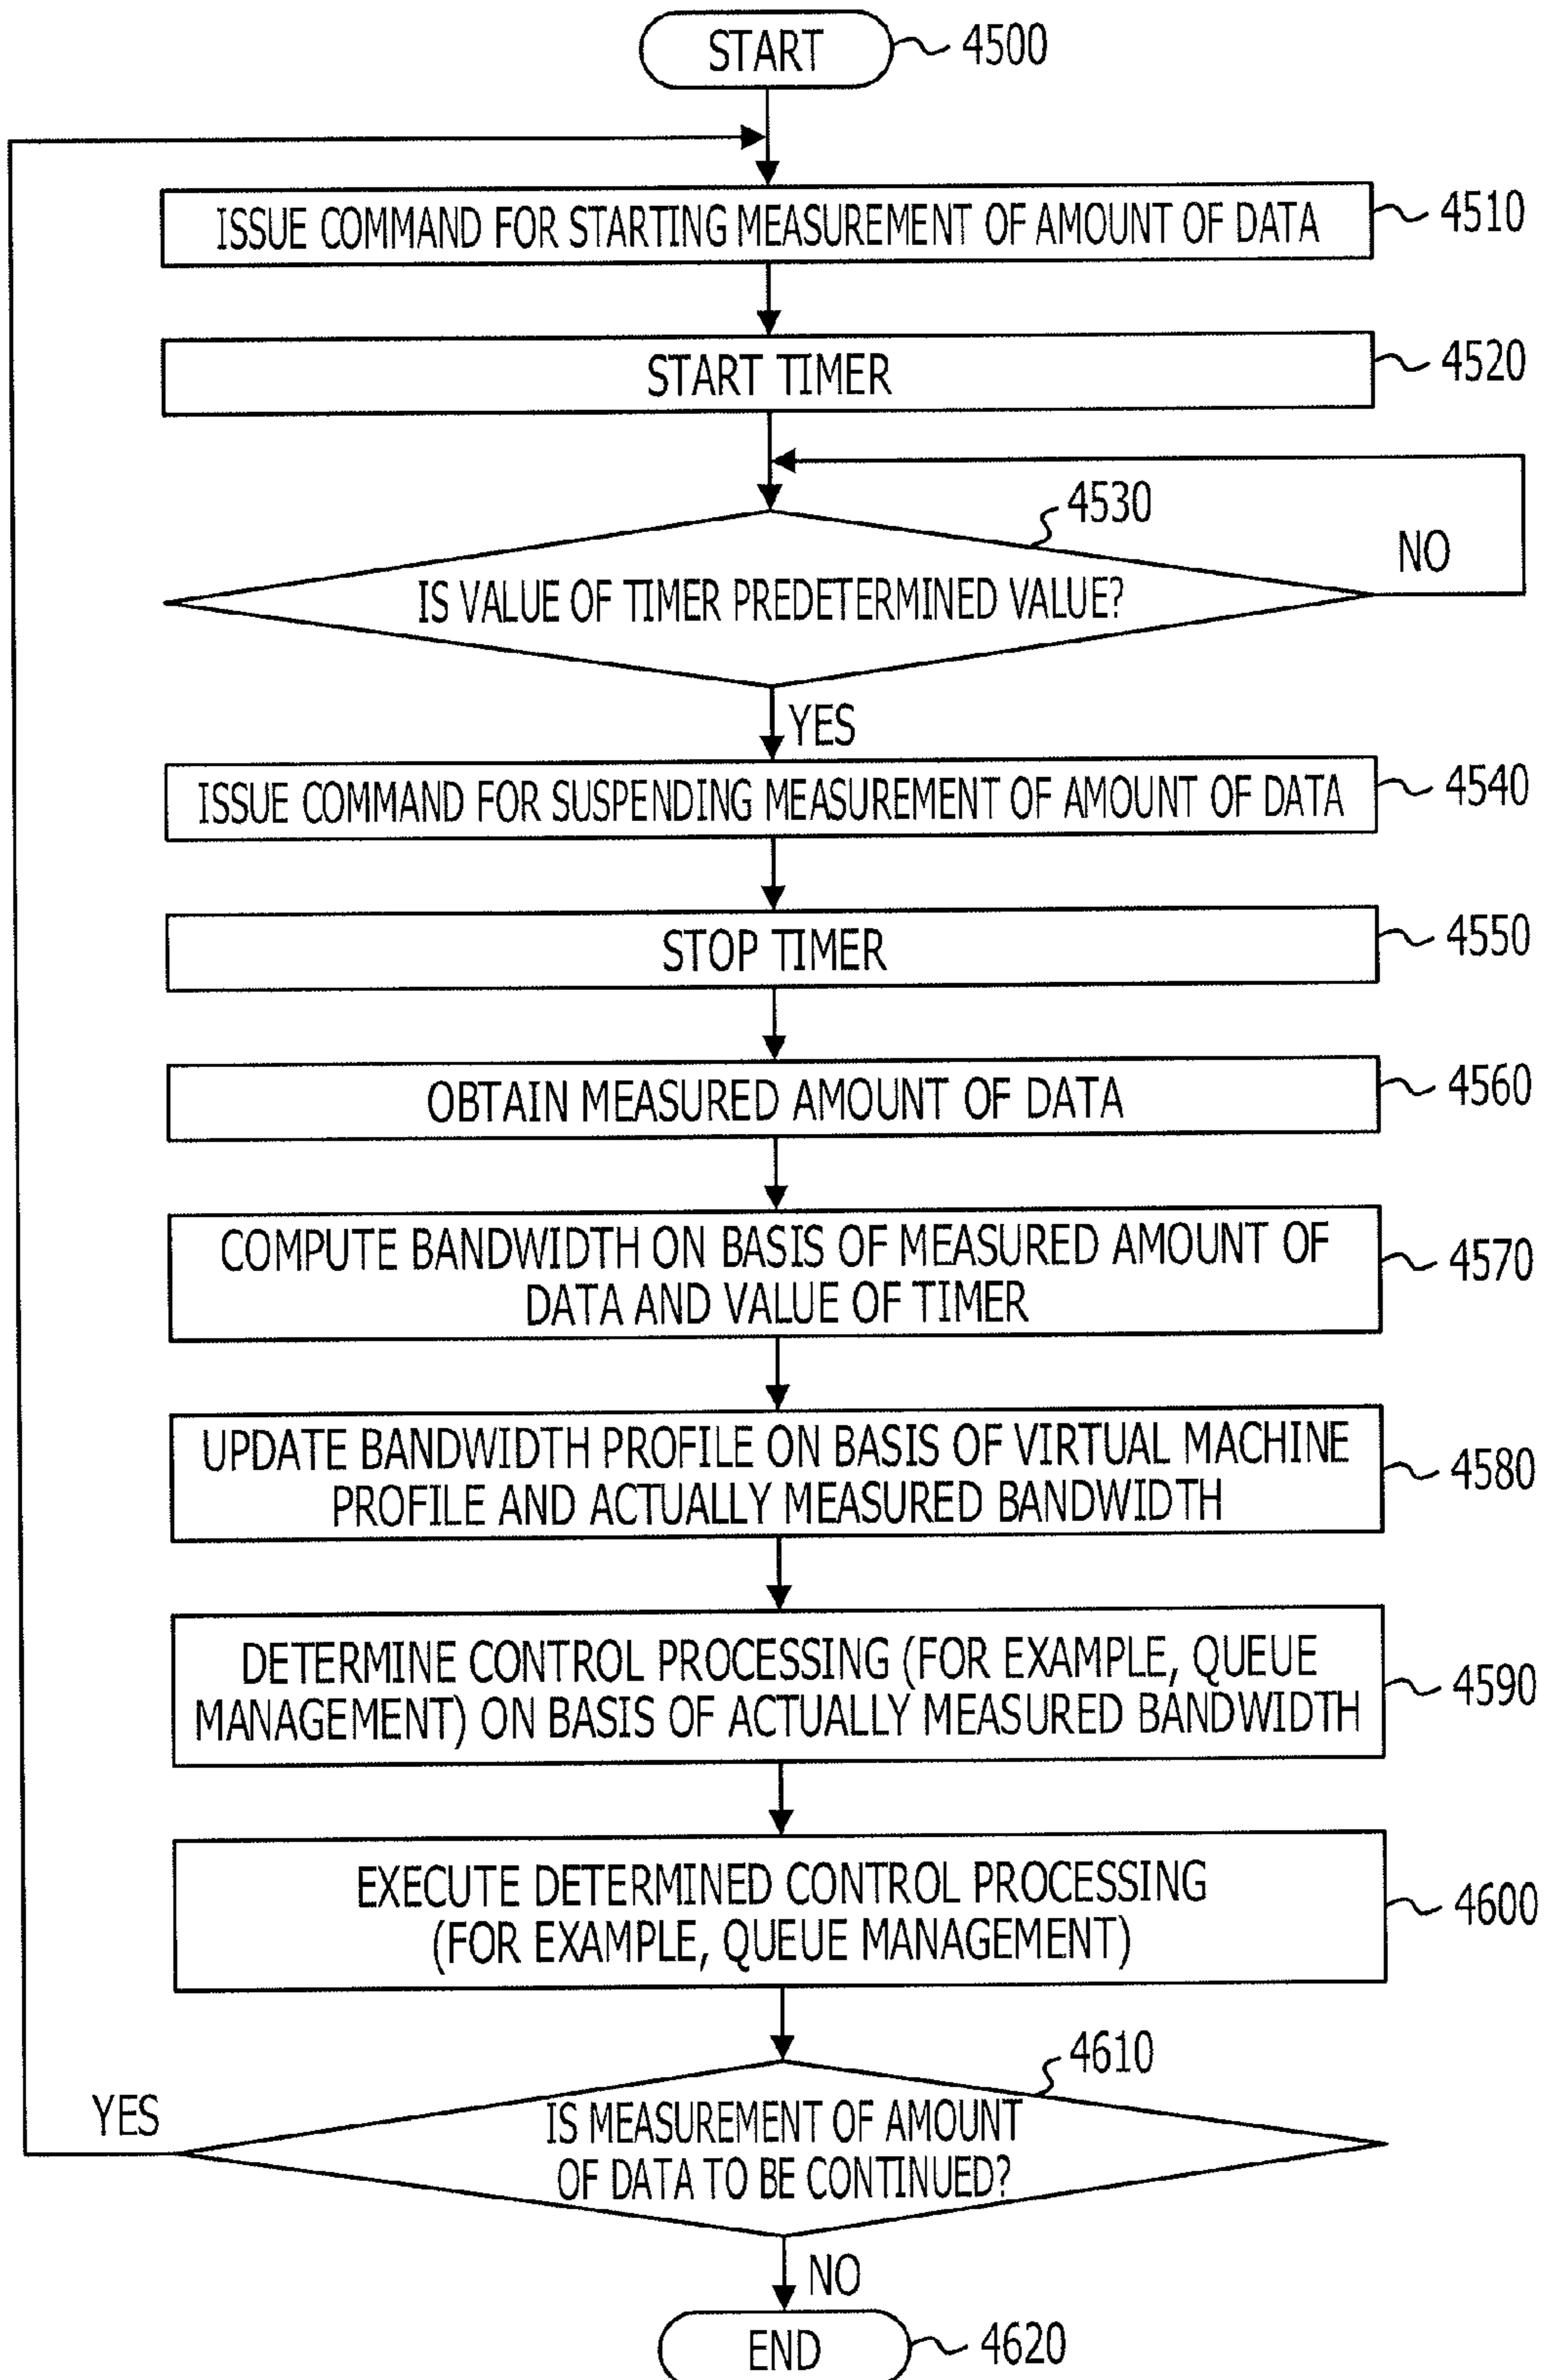 START
4500
ISSUE COMMAND FOR STARTING MEASUREMENT OF AMOUNT OF DATA
4510
START TIMER
4520
4530
NO
IS VALUE OF TIMER PREDETERMINED VALUE?
YES
ISSUE COMMAND FOR SUSPENDING MEASUREMENT OF AMOUNT OF DATA
4540
STOP TIMER
4550
OBTAIN MEASURED AMOUNT OF DATA
4560
COMPUTE BANDWIDTH ON BASIS OF MEASURED AMOUNT OF
DATA AND VALUE OF TIMER
4570
UPDATE BANDWIDTH PROFILE ON BASIS OF VIRTUAL MACHINE
PROFILE AND ACTUALLY MEASURED BANDWIDTH
4580
DETERMINE CONTROL PROCESSING (FOR EXAMPLE, QUEUE
MANAGEMENT) ON BASIS OF ACTUALLY MEASURED BANDWIDTH
4590
EXECUTE DETERMINED CONTROL PROCESSING
(FOR EXAMPLE, QUEUE MANAGEMENT)
4600
4610
YES
IS MEASUREMENT OF AMOUNT
OF DATA TO BE CONTINUED?
NO
END
4620